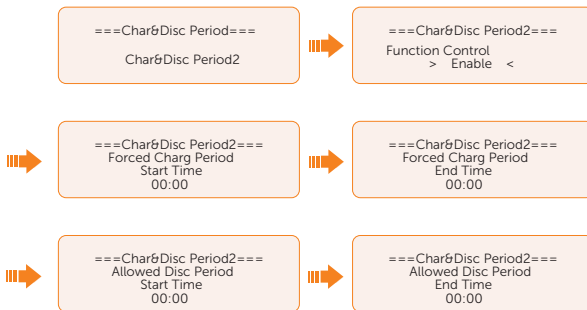 ===Char&Disc Period===
Char&Disc Period2
===Char&Disc Period2===
Function Control
> Enable <
===Char&Disc Period2===
Forced Charg Period
Start Time
00:00
===Char&Disc Period2===
Forced Charg Period
End Time
00:00
===Char&Disc Period2===
Allowed Disc Period
Start Time
00:00
===Char&Disc Period2===
Allowed Disc Period
End Time
00:00